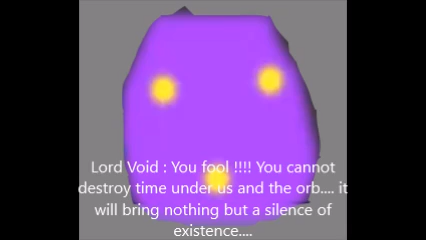 Lord Void : You fool !!!! You cannot
destroy time under us and the orb.... it
will bring nothing but a silence of
existence....